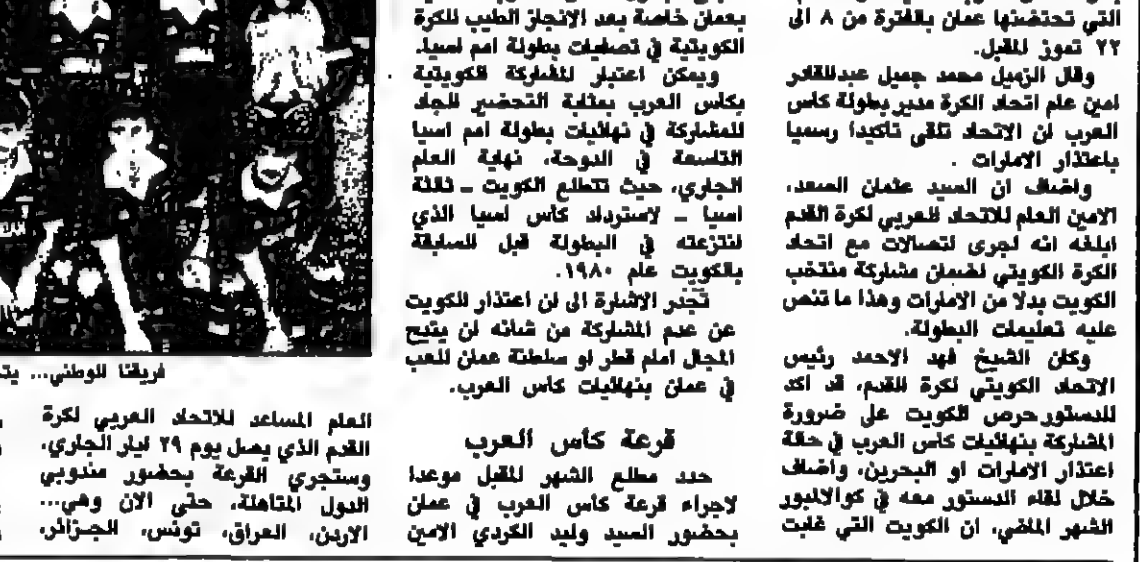 التي تحتضنها عمان بالفترة من ٨ الى
٢٢ تموز المقبل.
وقال الزميل محمد جميل عبدالقادر
امين عام اتحاد الكرة مدير بطولة كاس
العرب ان الاتحاد تلقى تأكيدا رسميا
باعتذار الامارات .
واضاف ان السيد عثمان السعد،
الامين العام للاتحاد العربي لكرة القدم
ابلغه انه اجرى اتصالات مع اتحاد
الكرة الكويتي لضمان مشاركة منتخب
الكويت بدلا من الامارات وهذا ما تنص
عليه تعليمات البطولة.
وكان الشيخ فهد الاحمد رئيس
الاتحاد الكويتي لكرة القدم، قد اكد
للدستور حرص الكويت على ضرورة
المشاركة بنهائيات كاس العرب في حالة
اعتذار الامارات او البحرين، واضاف
خلال لقاء الدستور معه في كوالالمبور
الشهر الماضي، ان الكويت التي غابت
بعمان خاصة بعد الانجاز الطيب للكرة
الكويتية في تصفيات بطولة امم اسيا.
ويمكن اعتبار المشاركة الكويتية
بكاس العرب بمثابة التحضير الجاد
للمشاركة في نهائيات بطولة امم اسيا
التاسعة في الدوحة، نهاية العام
الجاري، حيث تتطلع الكويت ـ ثالثة
اسيا ـ لاسترداد كاس اسيا الذي
انتزعته في البطولة قبل السابقة
بالكويت عام ١٩٨٠.
تجدر الاشارة الى ان اعتذار الكويت
عن عدم المشاركة من شانه ان يتيح
المجال امام قطر او سلطنة عمان للعب
في عمان بنهائيات كاس العرب.
قرعة كأس العرب
حدد مطلع الشهر المقبل موعدا
لاجراء قرعة كاس العرب في عمان
بحضور السيد وليد الكردي الامين
فريقنا الوطني...
العام المساعد للاتحاد العربي لكرة
القدم الذي يصل يوم ٢٩ ايار الجاري،
وستجري القرعة بحضور مندوبي
الدول المتاهلة، حتى الان وهي...
الاردن، العراق، تونس، الجزائر،